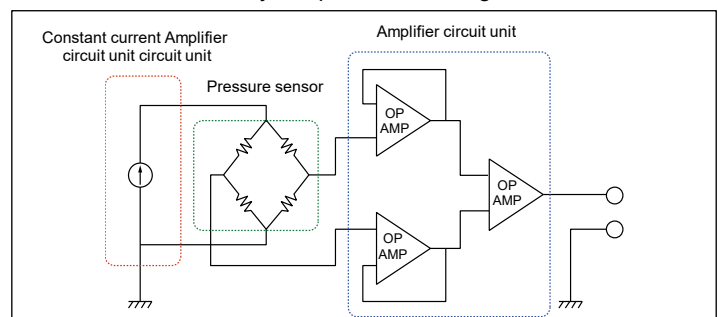 Constant current Amplifier
circuit unit circuit unit
Pressure sensor
Amplifier circuit unit
OP
AMP
OP
AMP
OP
AMP